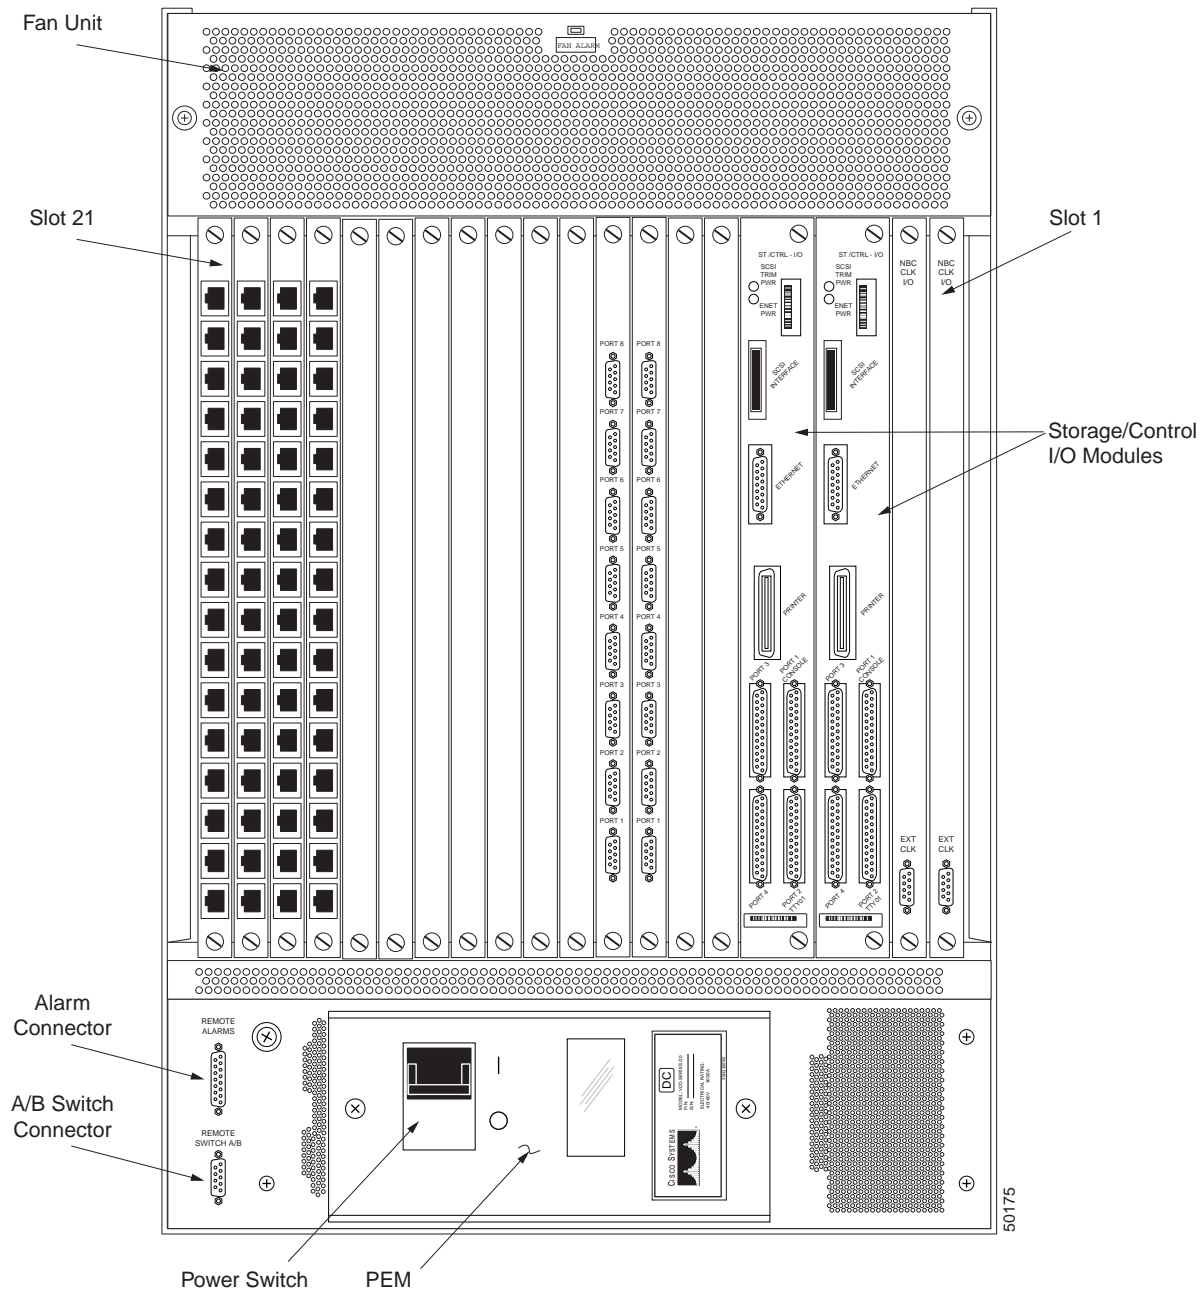 Fan Unit
FAN ALARM
Slot 21
Slot 1
ST /CTRL - I/O
SCSI
TRIM
PWR
ENET
PWR
SCSI
INTERFACE
ETHERNET
PRINTER
PORT 3
PORT 1
CONSOLE
PORT 4
PORT 2
TTY01
ST /CTRL - I/O
SCSI
TRIM
PWR
ENET
PWR
SCSI
INTERFACE
ETHERNET
PRINTER
PORT 3
PORT 1
CONSOLE
PORT 4
PORT 2
TTY01
NBC
CLK
I/O
EXT
CLK
NBC
CLK
I/O
EXT
CLK
Storage/Control
I/O Modules
PORT 8
PORT 7
PORT 6
PORT 5
PORT 4
PORT 3
PORT 2
PORT 1
PORT 8
PORT 7
PORT 6
PORT 5
PORT 4
PORT 3
PORT 2
PORT 1
Alarm
Connector
REMOTE
ALARMS
A/B Switch
Connector
REMOTE
SWITCH A/B
DC
MODEL: VCO SERIES
P/N:
S/N:
ELECTRICAL RATING:
CISCO SYSTEMS
50175
Power Switch
PEM